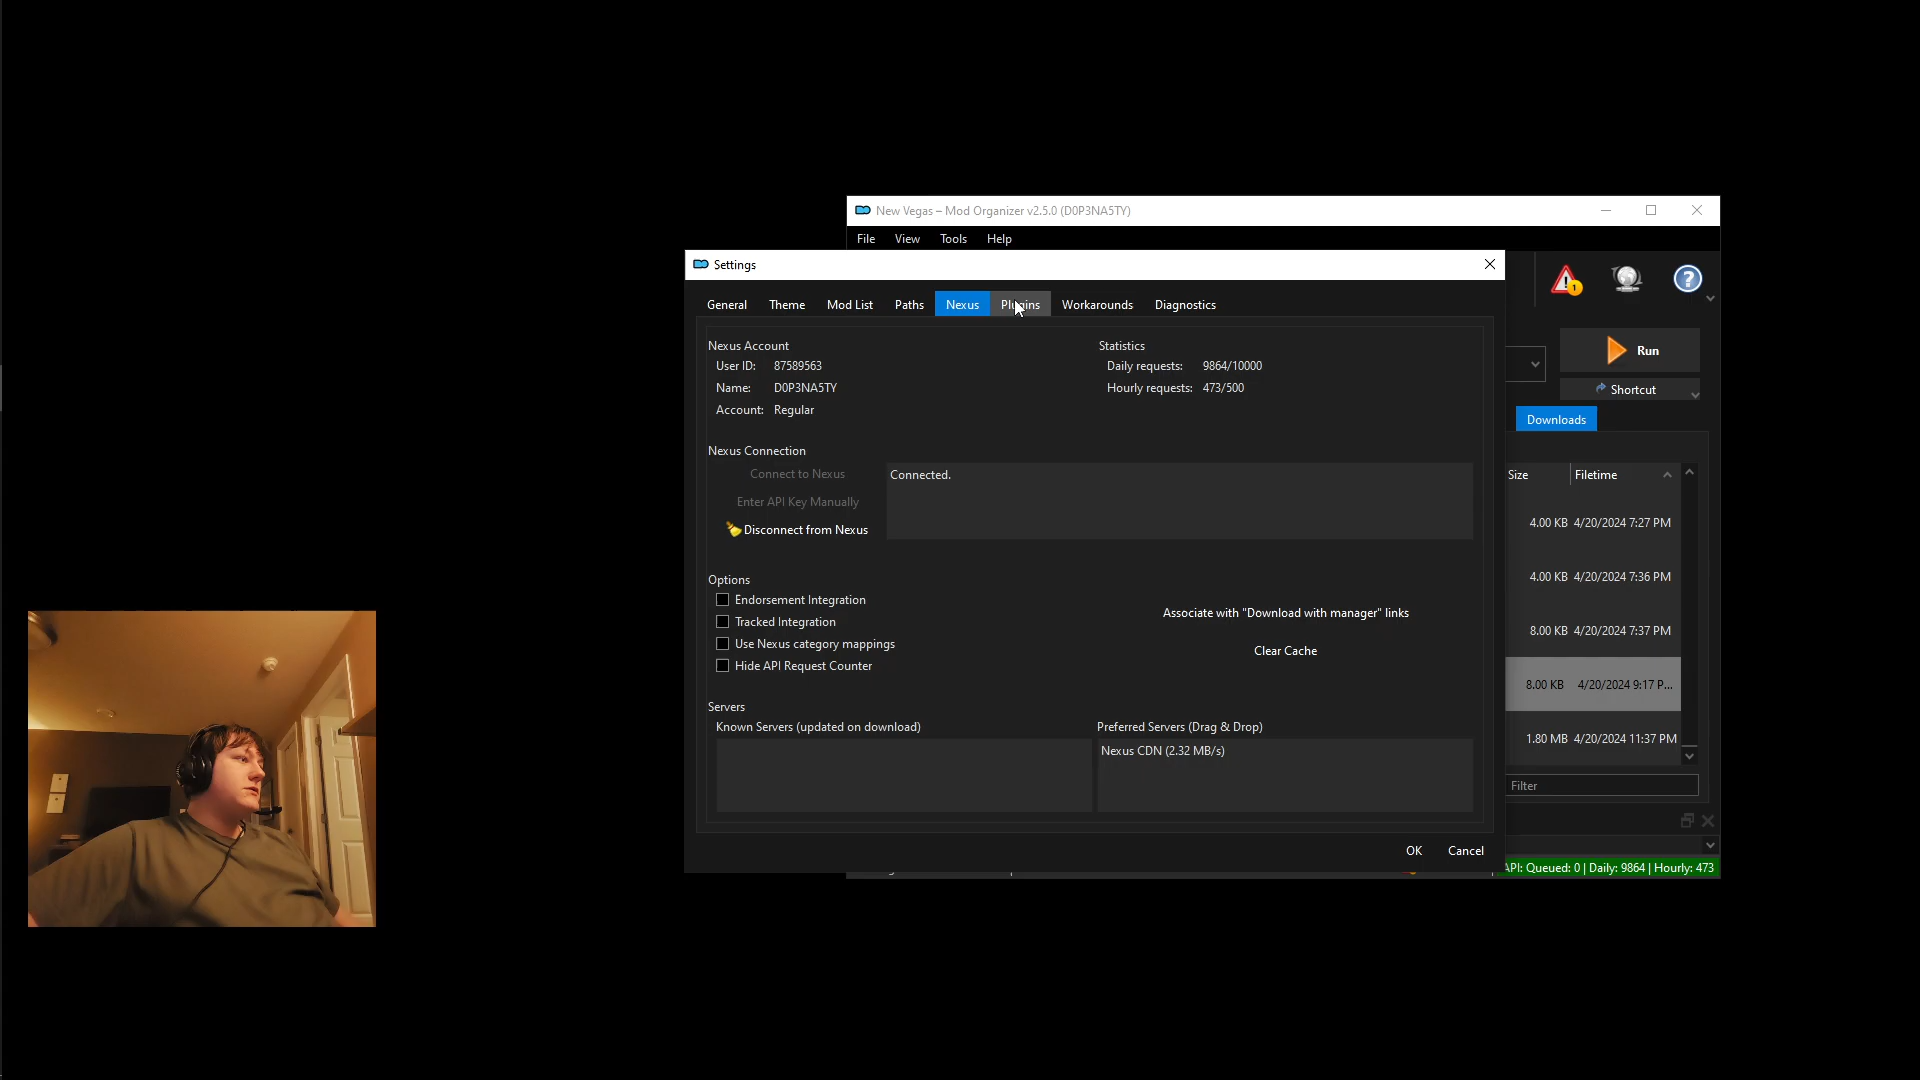 New Vegas – Mod Organizer v2.5.0 (D0P3NA5TY)
File View Tools Help
Settings
General Theme Mod List Paths Nexus Plugins Workarounds Diagnostics
Nexus Account
User ID: 87589563
Name: D0P3NA5TY
Account: Regular
Statistics
Daily requests: 9864/10000
Hourly requests: 473/500
Nexus Connection
Connect to Nexus
Enter API Key Manually
Disconnect from Nexus
Connected.
Options
Endorsement Integration
Tracked Integration
Use Nexus category mappings
Hide API Request Counter
Associate with "Download with manager" links
Clear Cache
Servers
Known Servers (updated on download)
Preferred Servers (Drag & Drop)
Nexus CDN (2.32 MB/s)
OK Cancel
1
?
Run
Shortcut
Downloads
Size Filetime
4.00 KB 4/20/2024 7:27 PM
4.00 KB 4/20/2024 7:36 PM
8.00 KB 4/20/2024 7:37 PM
8.00 KB 4/20/2024 9:17 P...
1.80 MB 4/20/2024 11:37 PM
Filter
API: Queued: 0 | Daily: 9864 | Hourly: 473